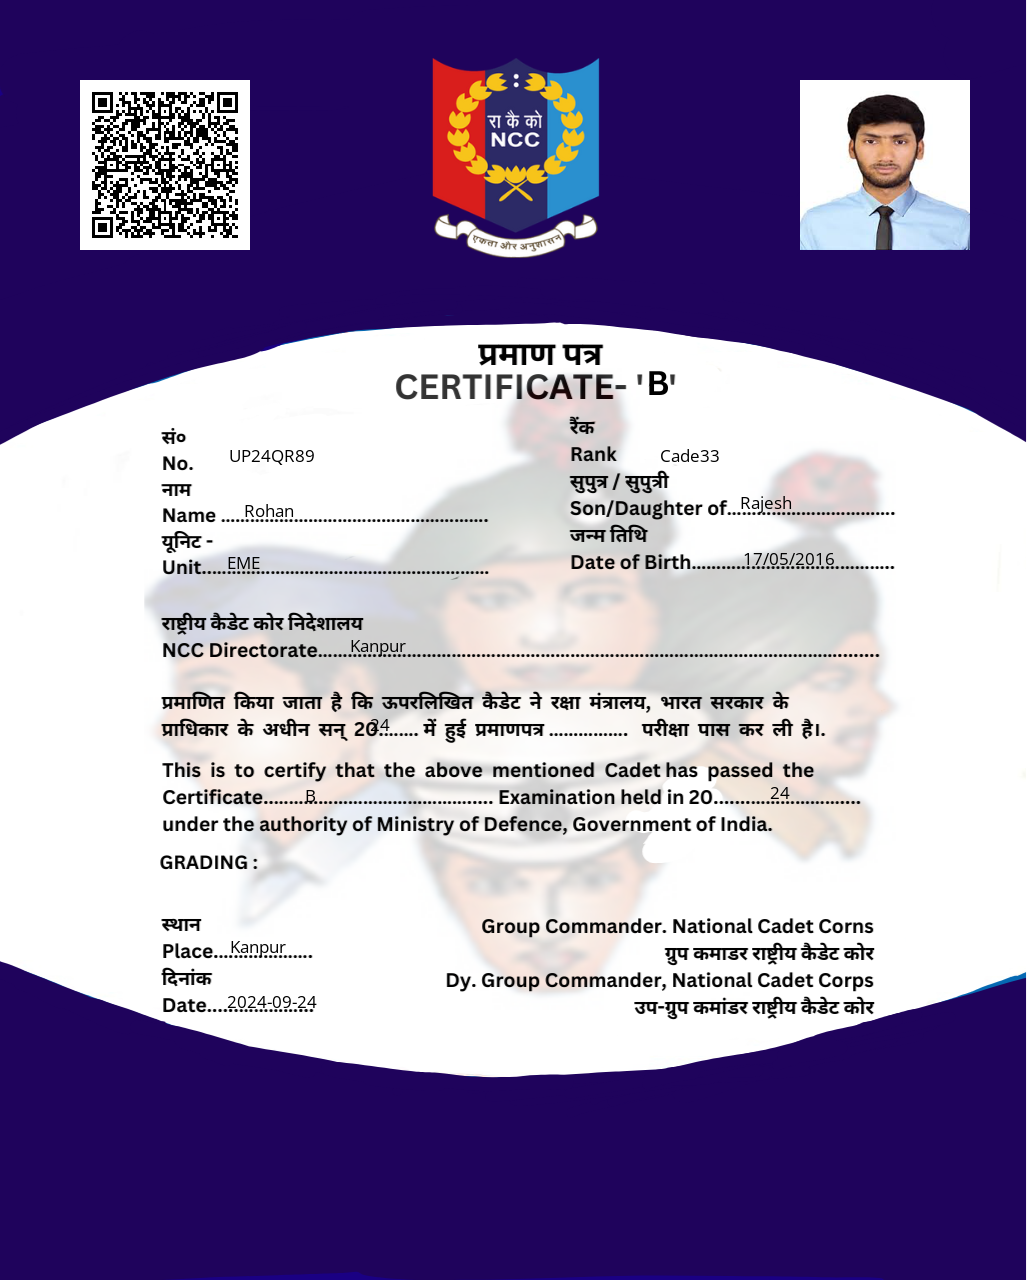 रा कै को
NCC
एकता और अनुशासन
प्रमाण पत्र
CERTIFICATE- 'B'
सं०
No. UP24QR89
नाम
Name ....Rohan....
यूनिट -
Unit....EME....
रैंक
Rank Cade33
सुपुत्र / सुपुत्री
Son/Daughter of....Rajesh....
जन्म तिथि
Date of Birth....17/05/2016....
राष्ट्रीय कैडेट कोर निदेशालय
NCC Directorate....Kanpur....
प्रमाणित किया जाता है कि ऊपरलिखित कैडेट ने रक्षा मंत्रालय, भारत सरकार के
प्राधिकार के अधीन सन् 20..24.... में हुई प्रमाणपत्र ................ परीक्षा पास कर ली है।.
This is to certify that the above mentioned Cadet has passed the
Certificate....B.... Examination held in 20....24....
under the authority of Ministry of Defence, Government of India.
GRADING :
स्थान
Place....Kanpur....
दिनांक
Date....2024-09-24
Group Commander. National Cadet Corns
ग्रुप कमाडर राष्ट्रीय कैडेट कोर
Dy. Group Commander, National Cadet Corps
उप-ग्रुप कमांडर राष्ट्रीय कैडेट कोर